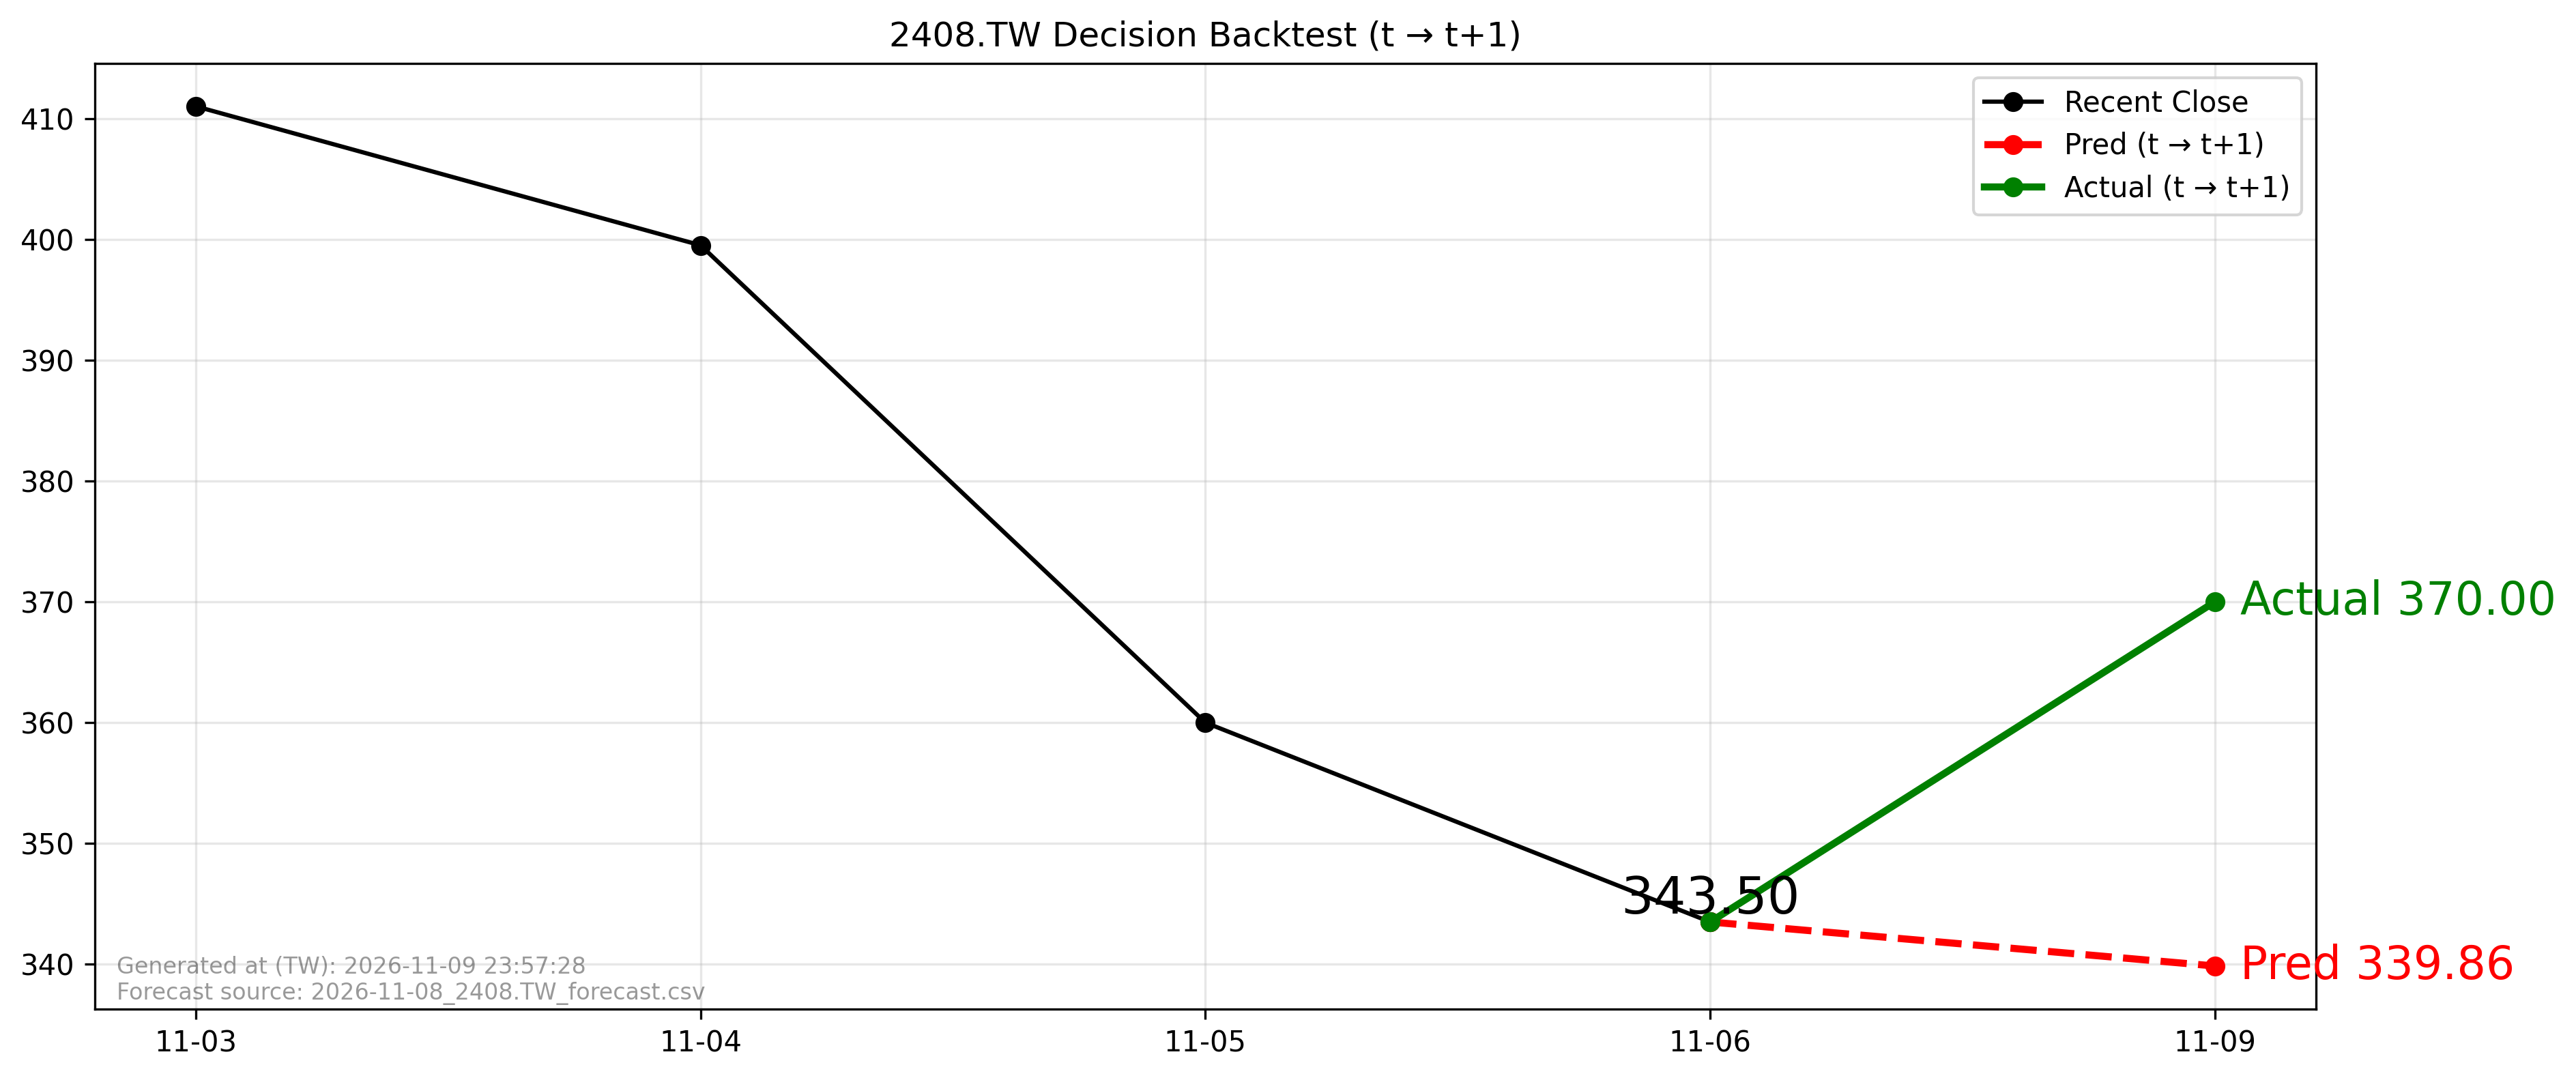 2408.TW Decision Backtest (t → t+1)
Recent Close
Pred (t → t+1)
Actual (t → t+1)
410
400
390
380
370
360
350
340
Actual 370.00
343.50
Pred 339.86
Generated at (TW): 2026-11-09 23:57:28
Forecast source: 2026-11-08_2408.TW_forecast.csv
11-03
11-04
11-05
11-06
11-09